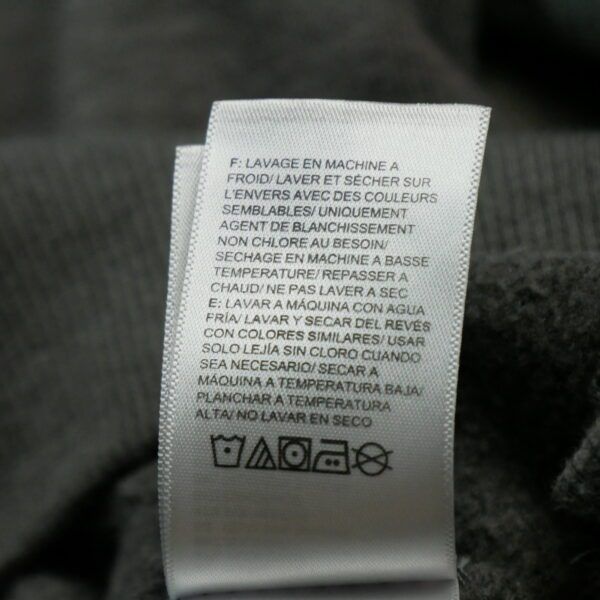 F: LAVAGE EN MACHINE A
FROID/ LAVER ET SÉCHER SUR
L'ENVERS AVEC DES COULEURS
SEMBLABLES/ UNIQUEMENT
AGENT DE BLANCHISSEMENT
NON CHLORE AU BESOIN/
SECHAGE EN MACHINE A BASSE
TEMPERATURE/ REPASSER A
CHAUD/ NE PAS LAVER A SEC
E: LAVAR A MÁQUINA CON AGUA
FRÍA/ LAVAR Y SECAR DEL REVÉS
CON COLORES SIMILARES/ USAR
SOLO LEJÍA SIN CLORO CUANDO
SEA NECESARIO/ SECAR A
MÁQUINA A TEMPERATURA BAJA/
PLANCHAR A TEMPERATURA
ALTA/ NO LAVAR EN SECO